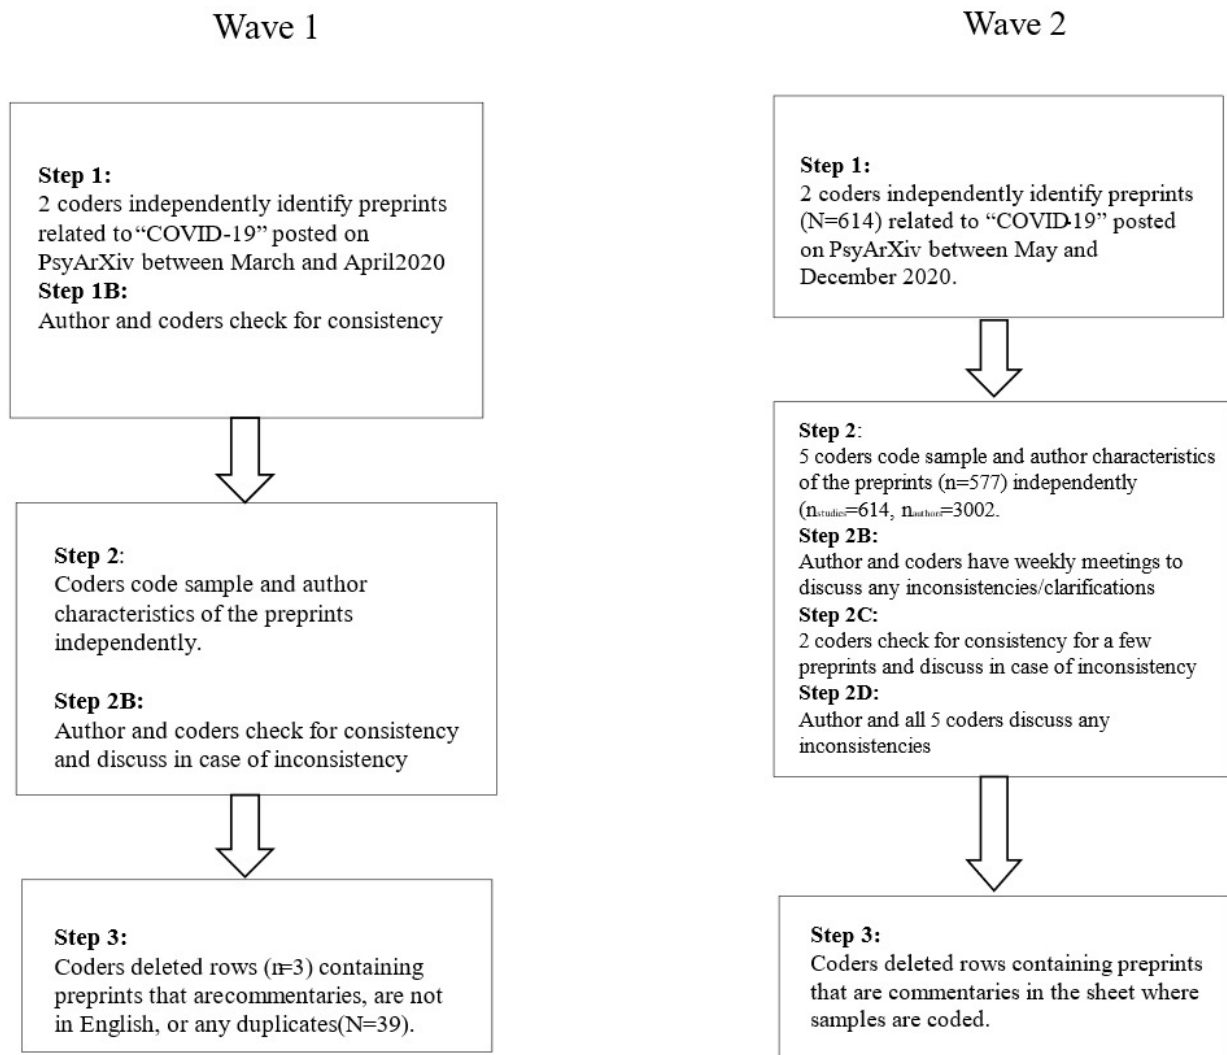 Wave 1
Step 1:
2 coders independently identify preprints
related to “COVID-19” posted on
PsyArXiv between March and April2020
Step 1B:
Author and coders check for consistency
Step 2:
Coders code sample and author
characteristics of the preprints
independently.
Step 2B:
Author and coders check for consistency
and discuss in case of inconsistency
Step 3:
Coders deleted rows (n=3) containing
preprints that arecommentaries, are not
in English, or any duplicates(N=39).
Wave 2
Step 1:
2 coders independently identify preprints
(N=614) related to “COVID-19” posted
on PsyArXiv between May and
December 2020.
Step 2:
5 coders code sample and author characteristics
of the preprints (n=577) independently
(nstudies=614, nauthors=3002.
Step 2B:
Author and coders have weekly meetings to
discuss any inconsistencies/clarifications
Step 2C:
2 coders check for consistency for a few
preprints and discuss in case of inconsistency
Step 2D:
Author and all 5 coders discuss any
inconsistencies
Step 3:
Coders deleted rows containing preprints
that are commentaries in the sheet where
samples are coded.